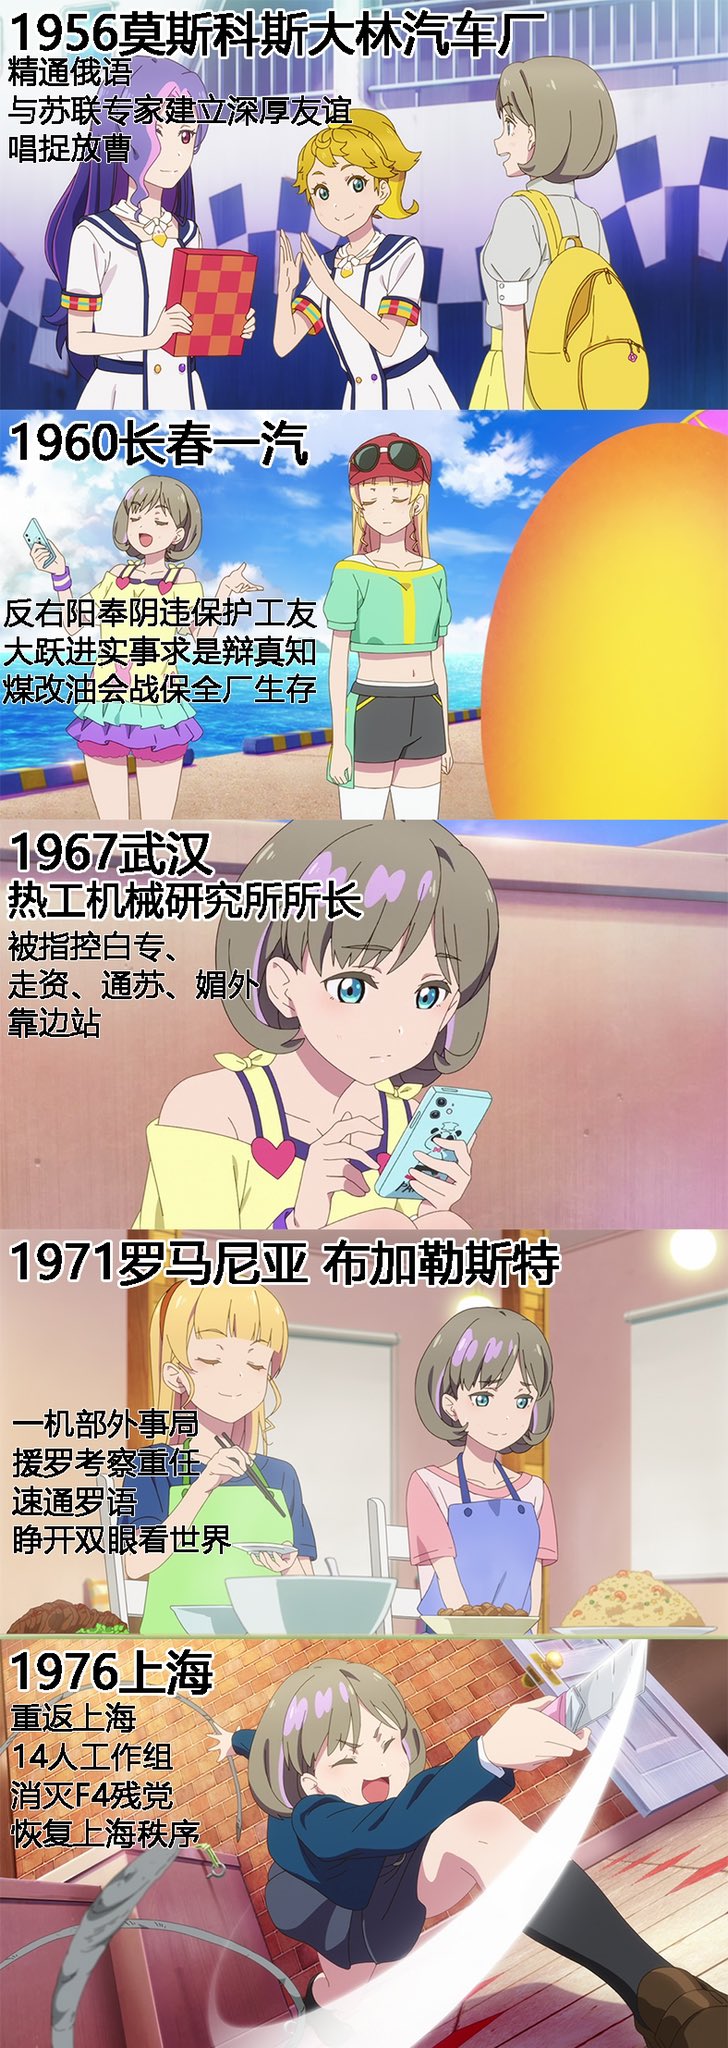 1956莫斯科斯大林汽车厂
精通俄语
与苏联专家建立深厚友谊
唱捉放曹
1960长春一汽
反右阳奉阴违保护工友
大跃进实事求是辩真知
煤改油会战保全厂生存
1967武汉
热工机械研究所所长
被指控白专、
走资、通苏、媚外
靠边站
1971罗马尼亚 布加勒斯特
一机部外事局
援罗考察重任
速通罗语
睁开双眼看世界
1976上海
重返上海
14人工作组
消灭F4残党
恢复上海秩序